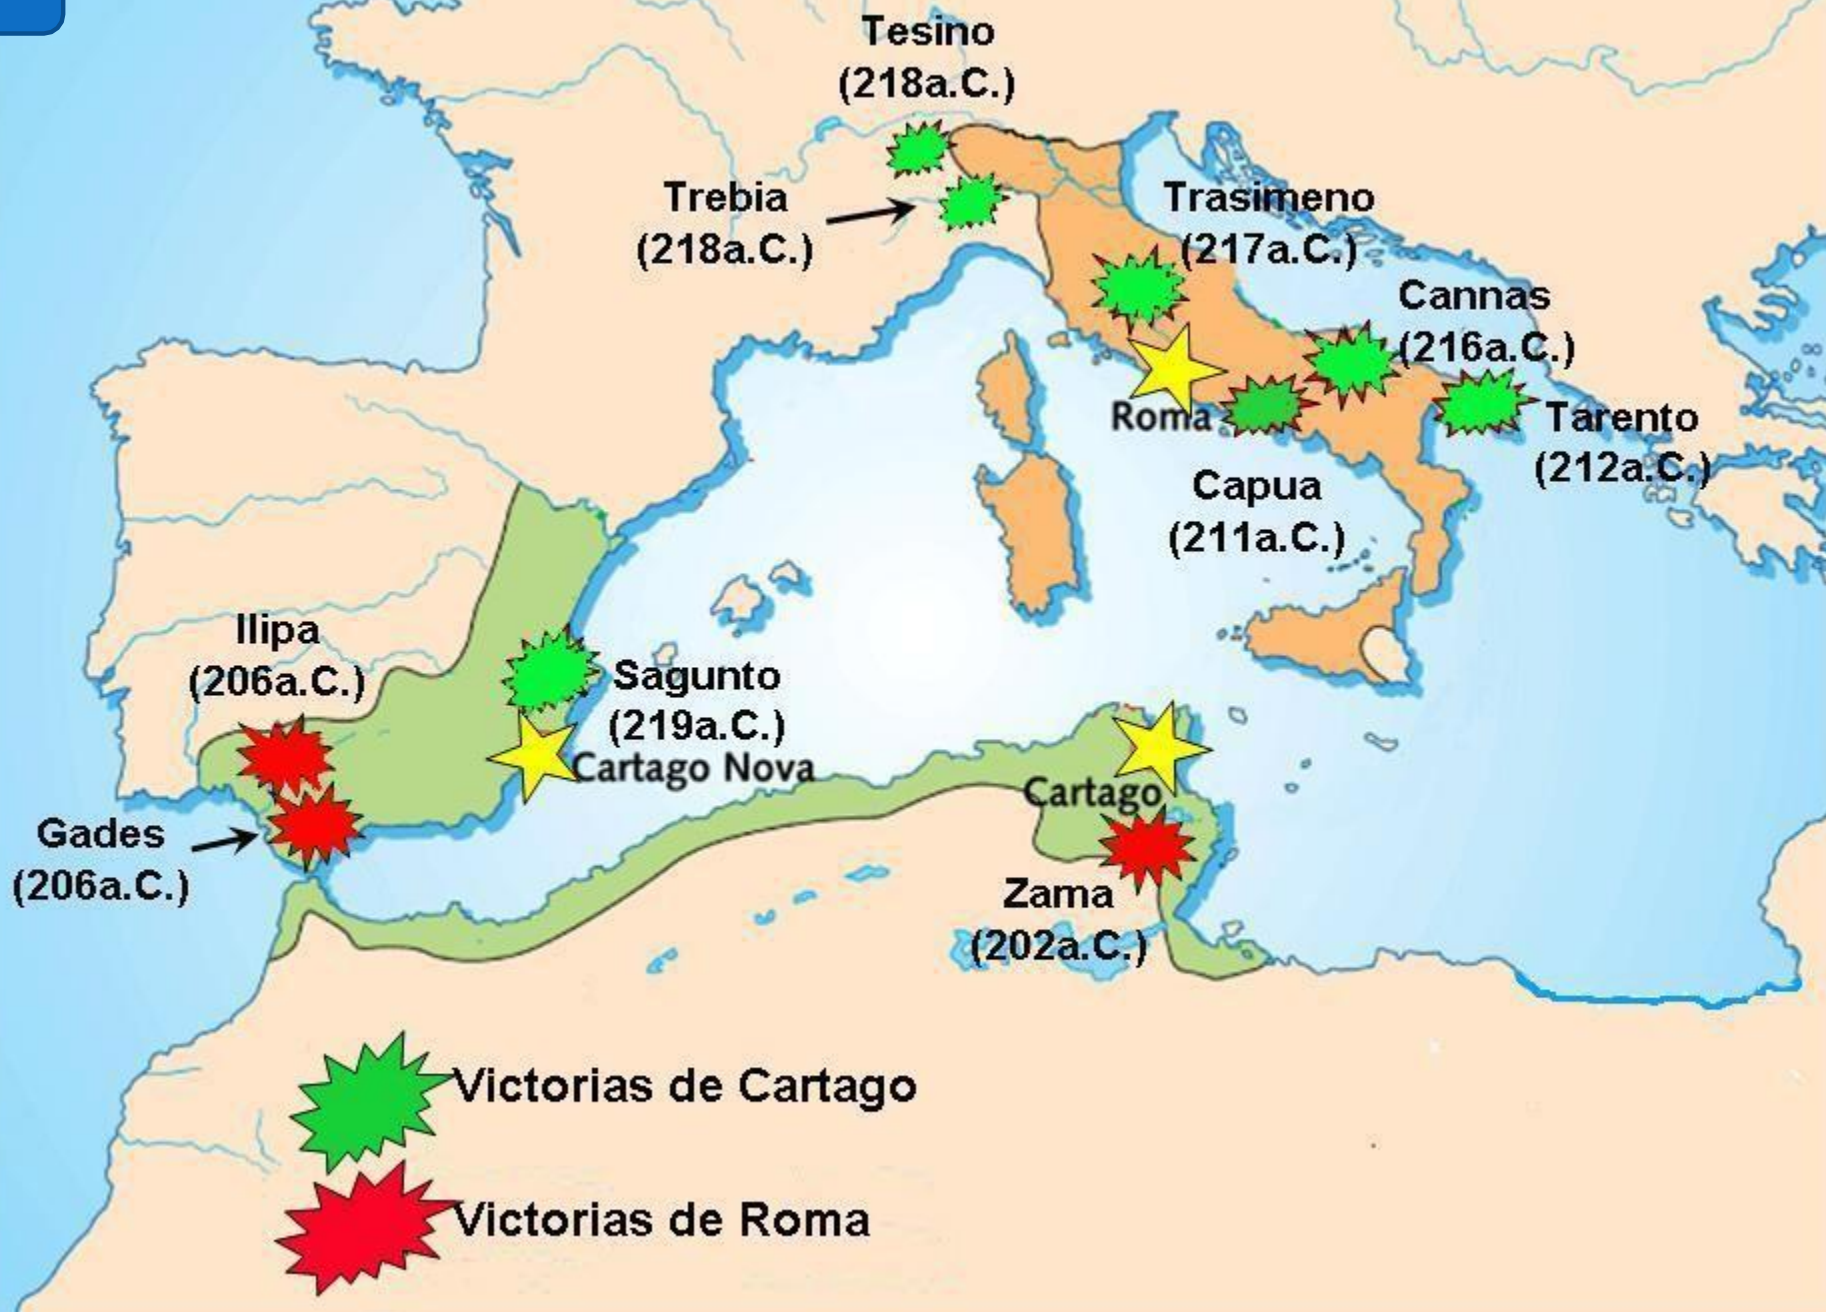 Tesino
(218a.C.)
Trebia
(218a.C.)
Trasimeno
(217a.C.)
Cannas
(216a.C.)
Roma
Tarento
(212a.C.)
Capua
(211a.C.)
Ilipa
(206a.C.)
Sagunto
(219a.C.)
Cartago Nova
Cartago
Gades
(206a.C.)
Zama
(202a.C.)
Victorias de Cartago
Victorias de Roma